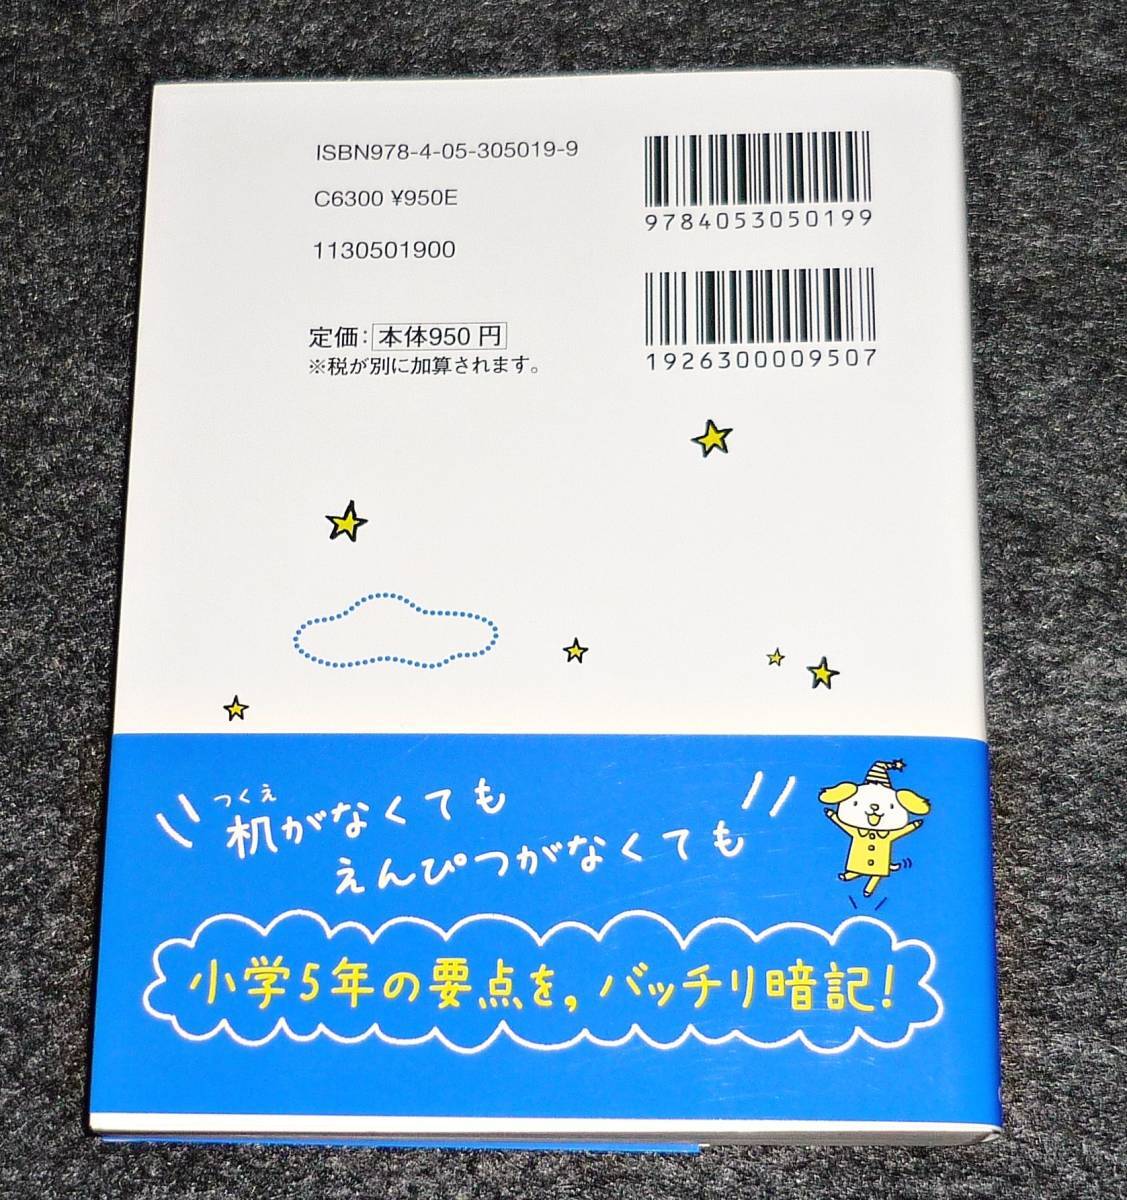 ISBN978-4-05-305019-9
C6300 ¥950E
1130501900
定価：本体950円
※税が別に加算されます。
9784053050199
1926300009507
つくえ
机がなくても
えんぴつがなくても
小学5年の要点を,バッチリ暗記!